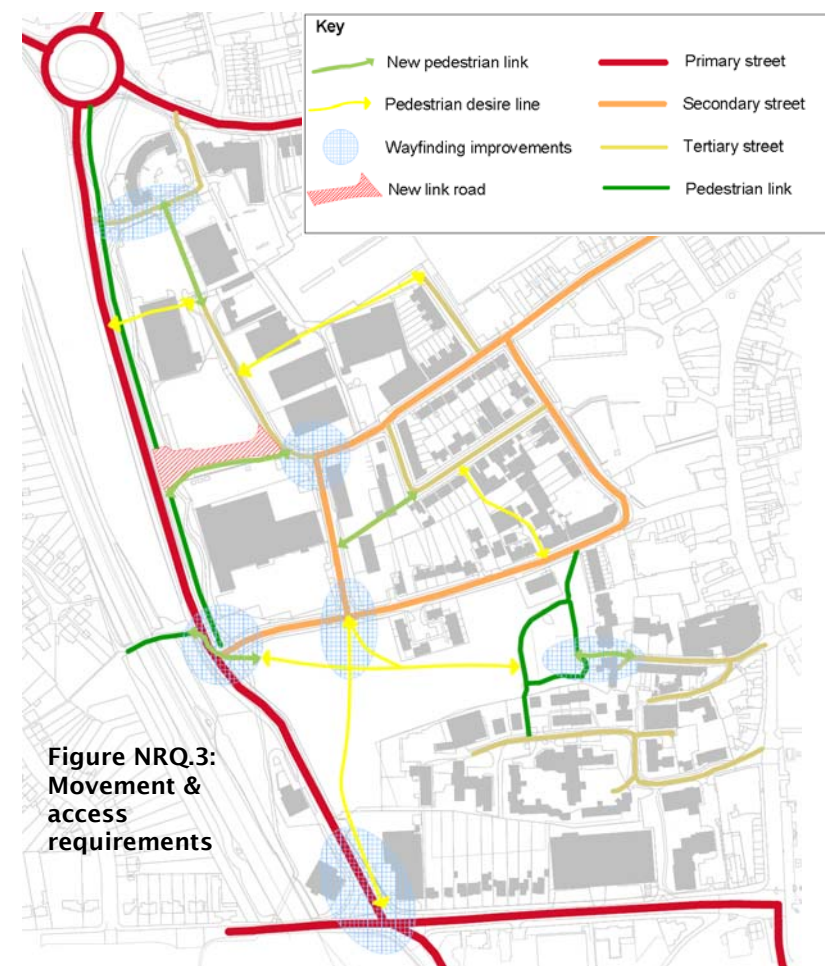 Key
New pedestrian link
Primary street
Pedestrian desire line
Secondary street
Wayfinding improvements
Tertiary street
New link road
Pedestrian link
Figure NRQ.3:
Movement &
access
requirements